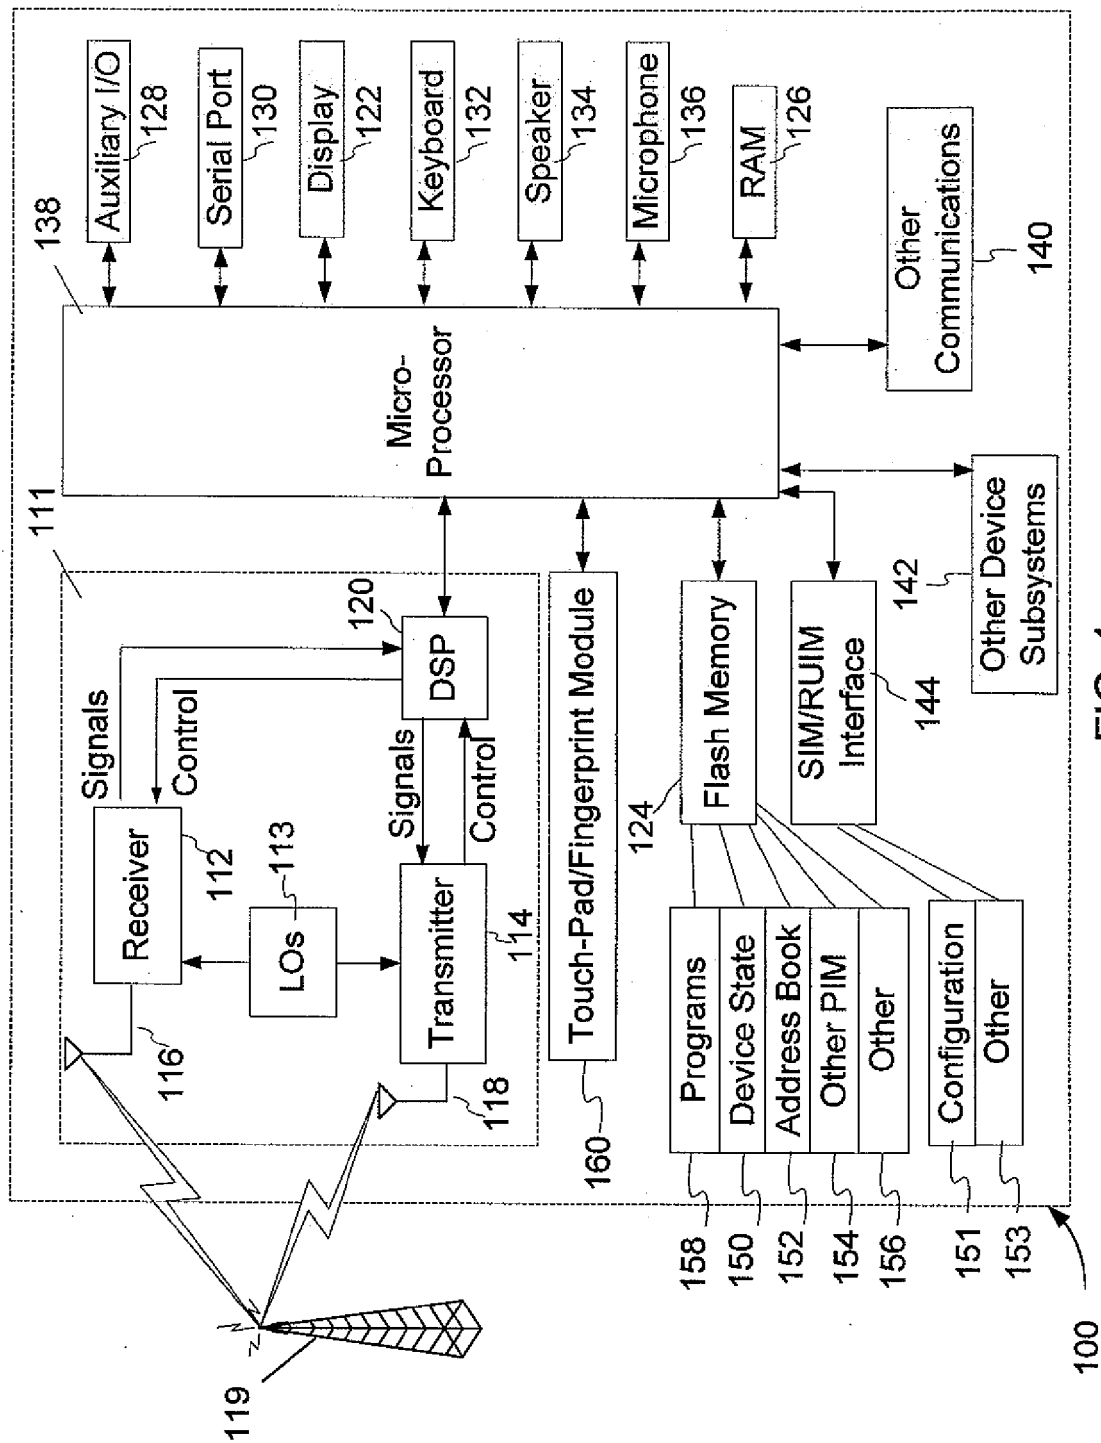 100
119
116
118
111
138
Receiver
112
Signals
Control
LOs
113
Transmitter
114
Signals
Control
DSP
120
Micro-
Processor
Auxiliary I/O
128
Serial Port
130
Display
122
Keyboard
132
Speaker
134
Microphone
136
RAM
126
160
Touch-Pad/Fingerprint Module
124
Flash Memory
158
Programs
150
Device State
152
Address Book
154
Other PIM
156
Other
SIM/RUIM
Interface
144
151
Configuration
153
Other
142
Other Device
Subsystems
Other
Communications
140
FIG.